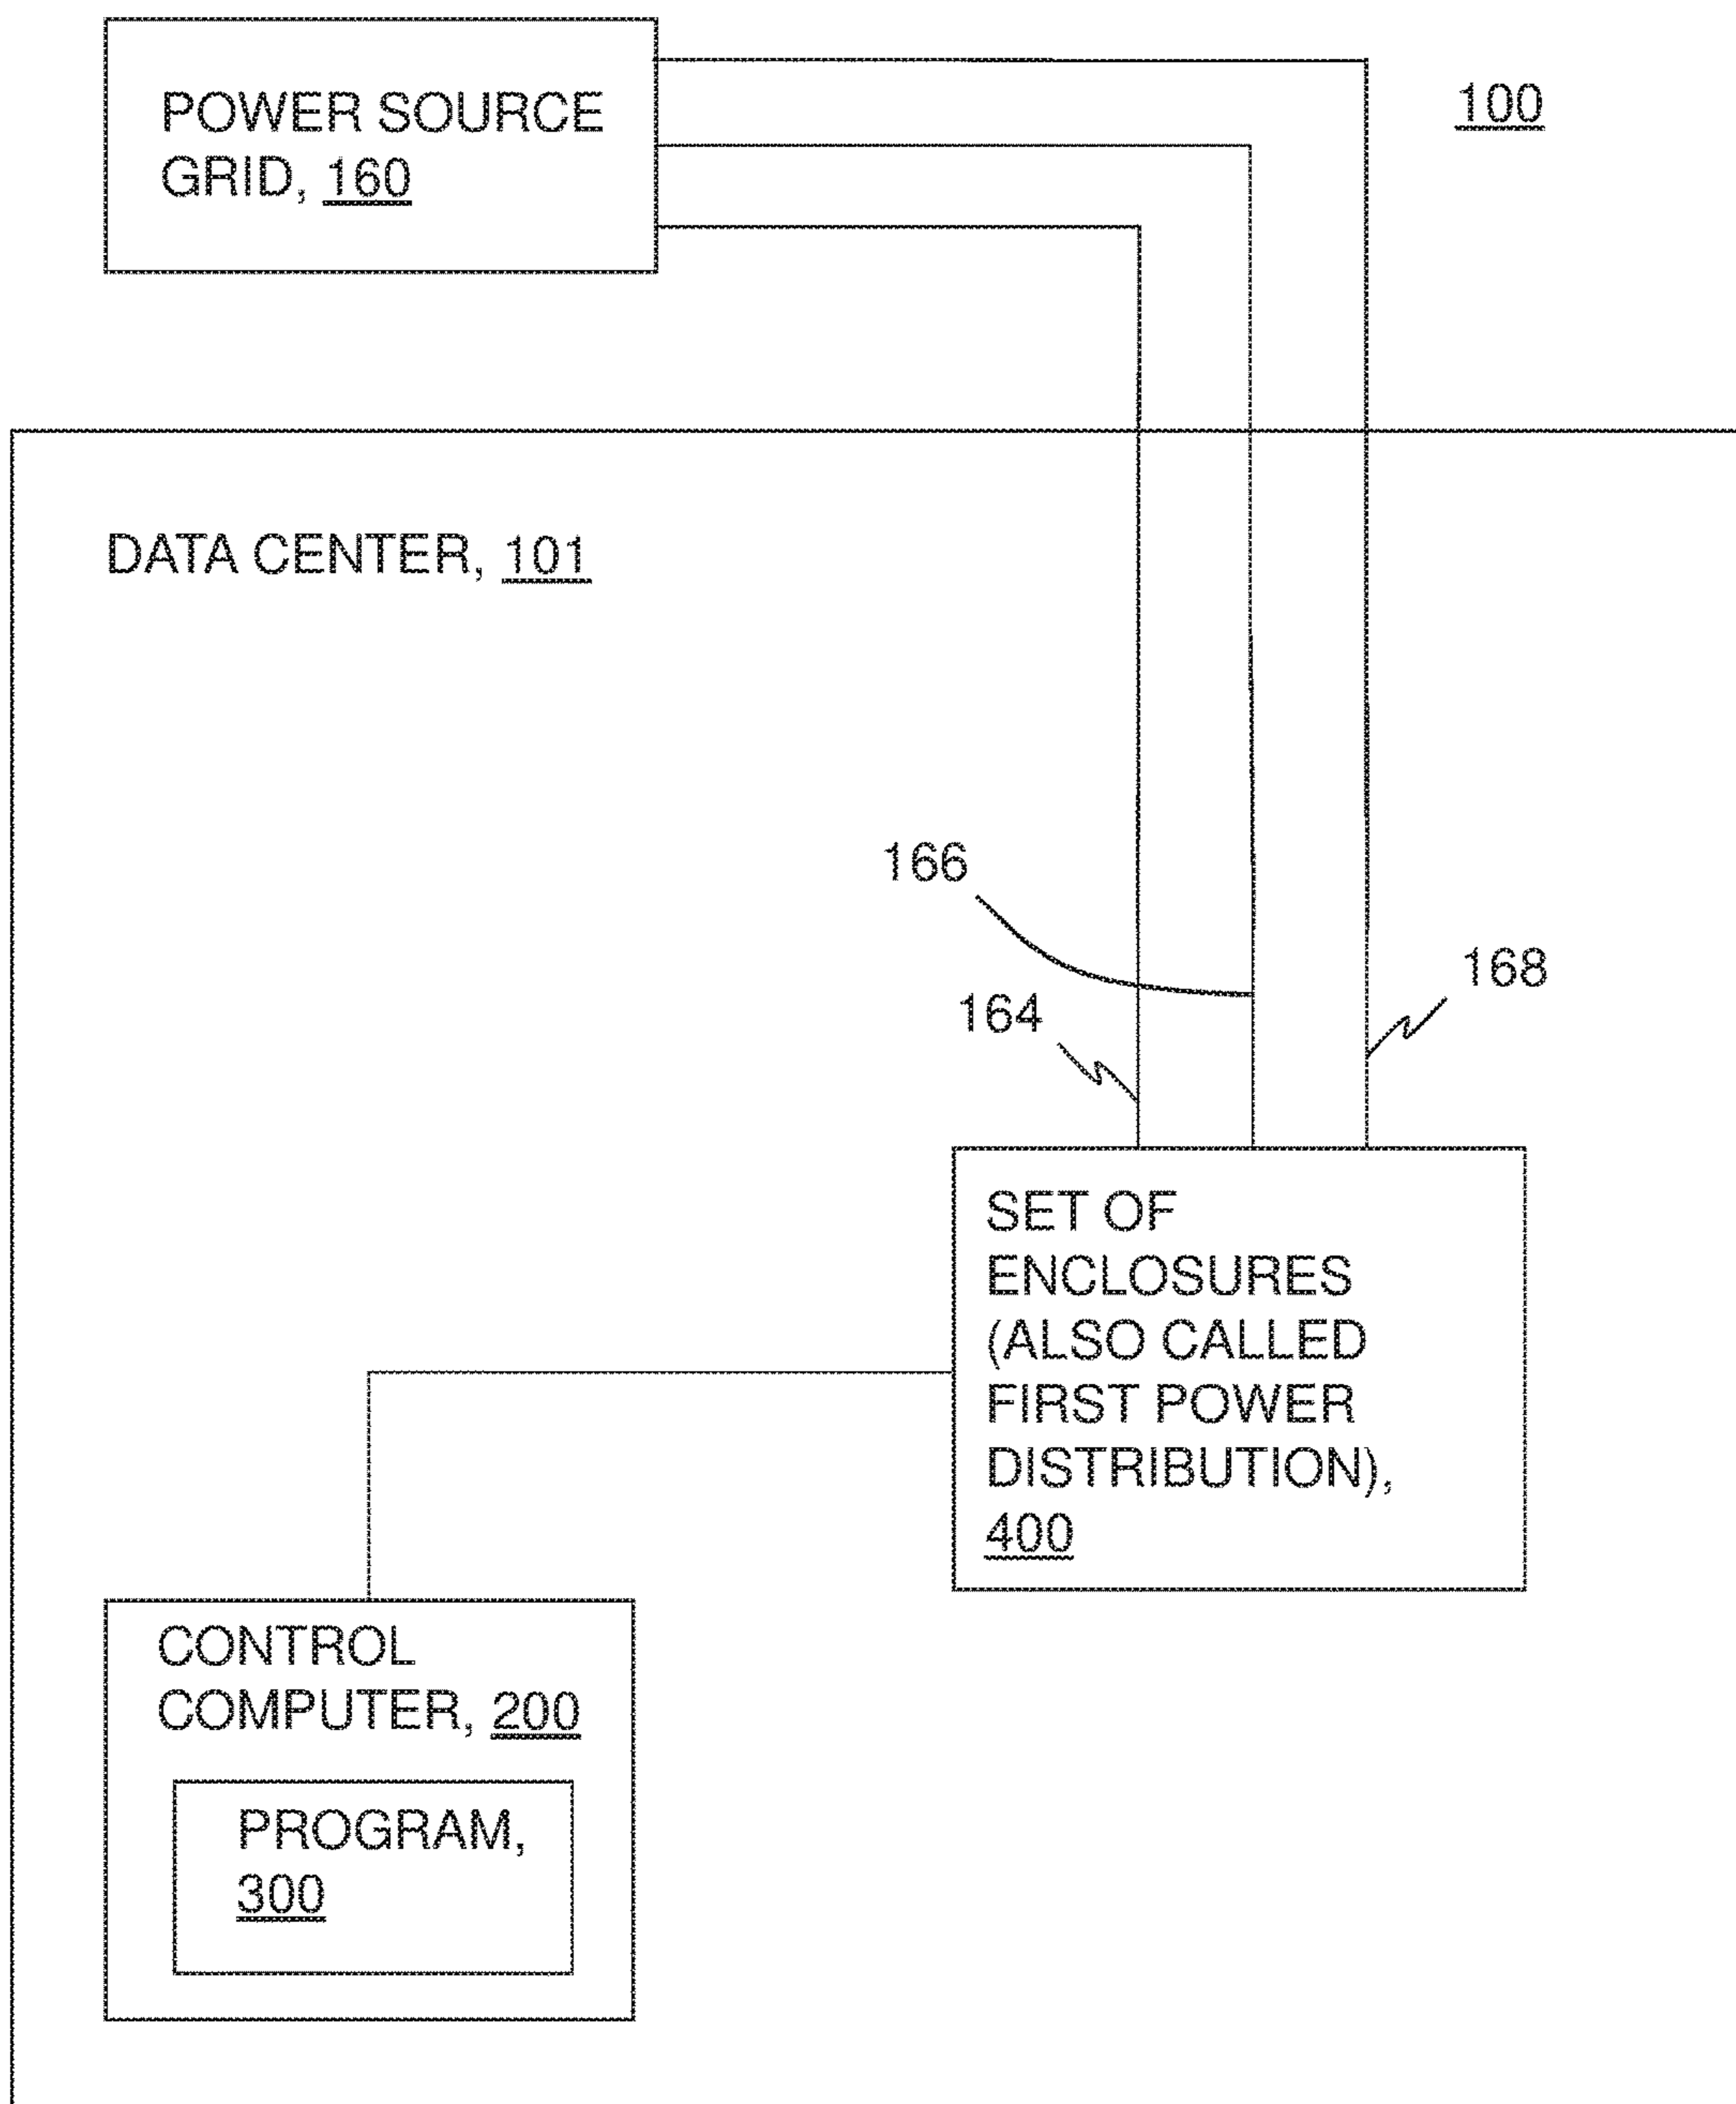 POWER SOURCE
GRID, 160
100
DATA CENTER, 101
166
168
164
SET OF
ENCLOSURES
(ALSO CALLED
FIRST POWER
DISTRIBUTION),
400
CONTROL
COMPUTER, 200
PROGRAM,
300